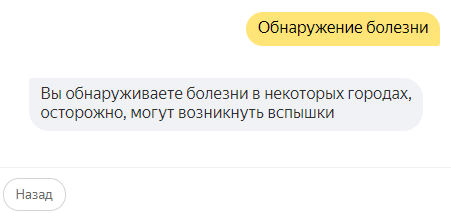 Обнаружение болезни
Вы обнаруживаете болезни в некоторых городах,
осторожно, могут возникнуть вспышки
Назад